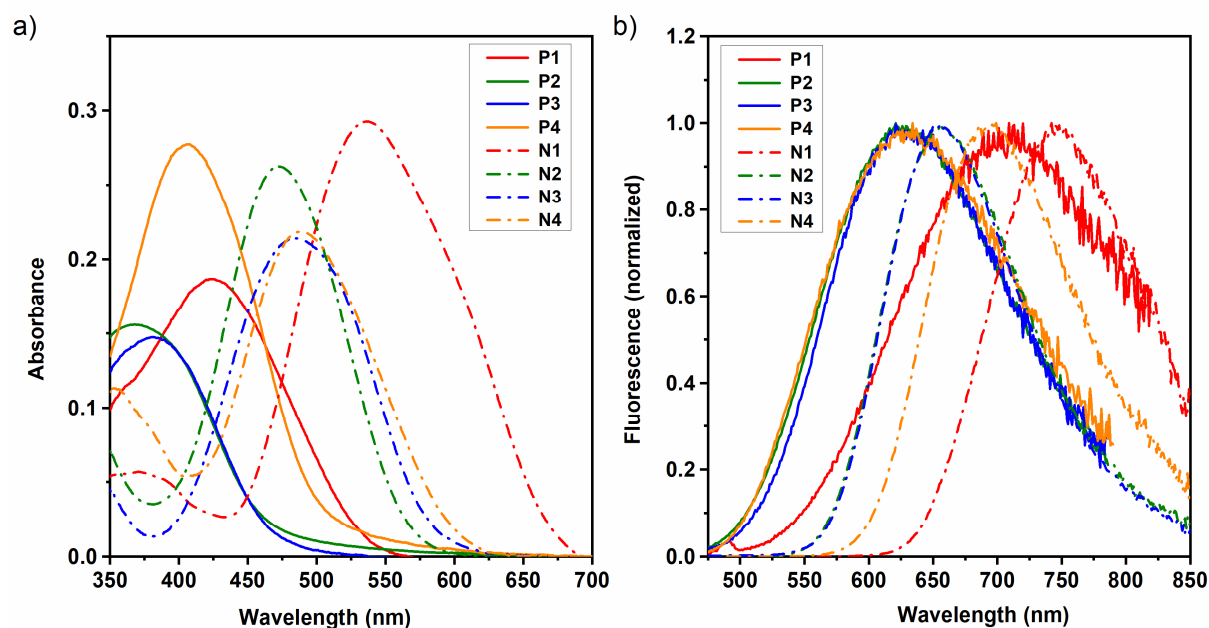 a)
Absorbance
0.3
0.2
0.1
0.0
350 400 450 500 550 600 650 700
Wavelength (nm)
P1
P2
P3
P4
N1
N2
N3
N4
b)
Fluorescence (normalized)
1.2
1.0
0.8
0.6
0.4
0.2
0.0
500 550 600 650 700 750 800 850
Wavelength (nm)
P1
P2
P3
P4
N1
N2
N3
N4